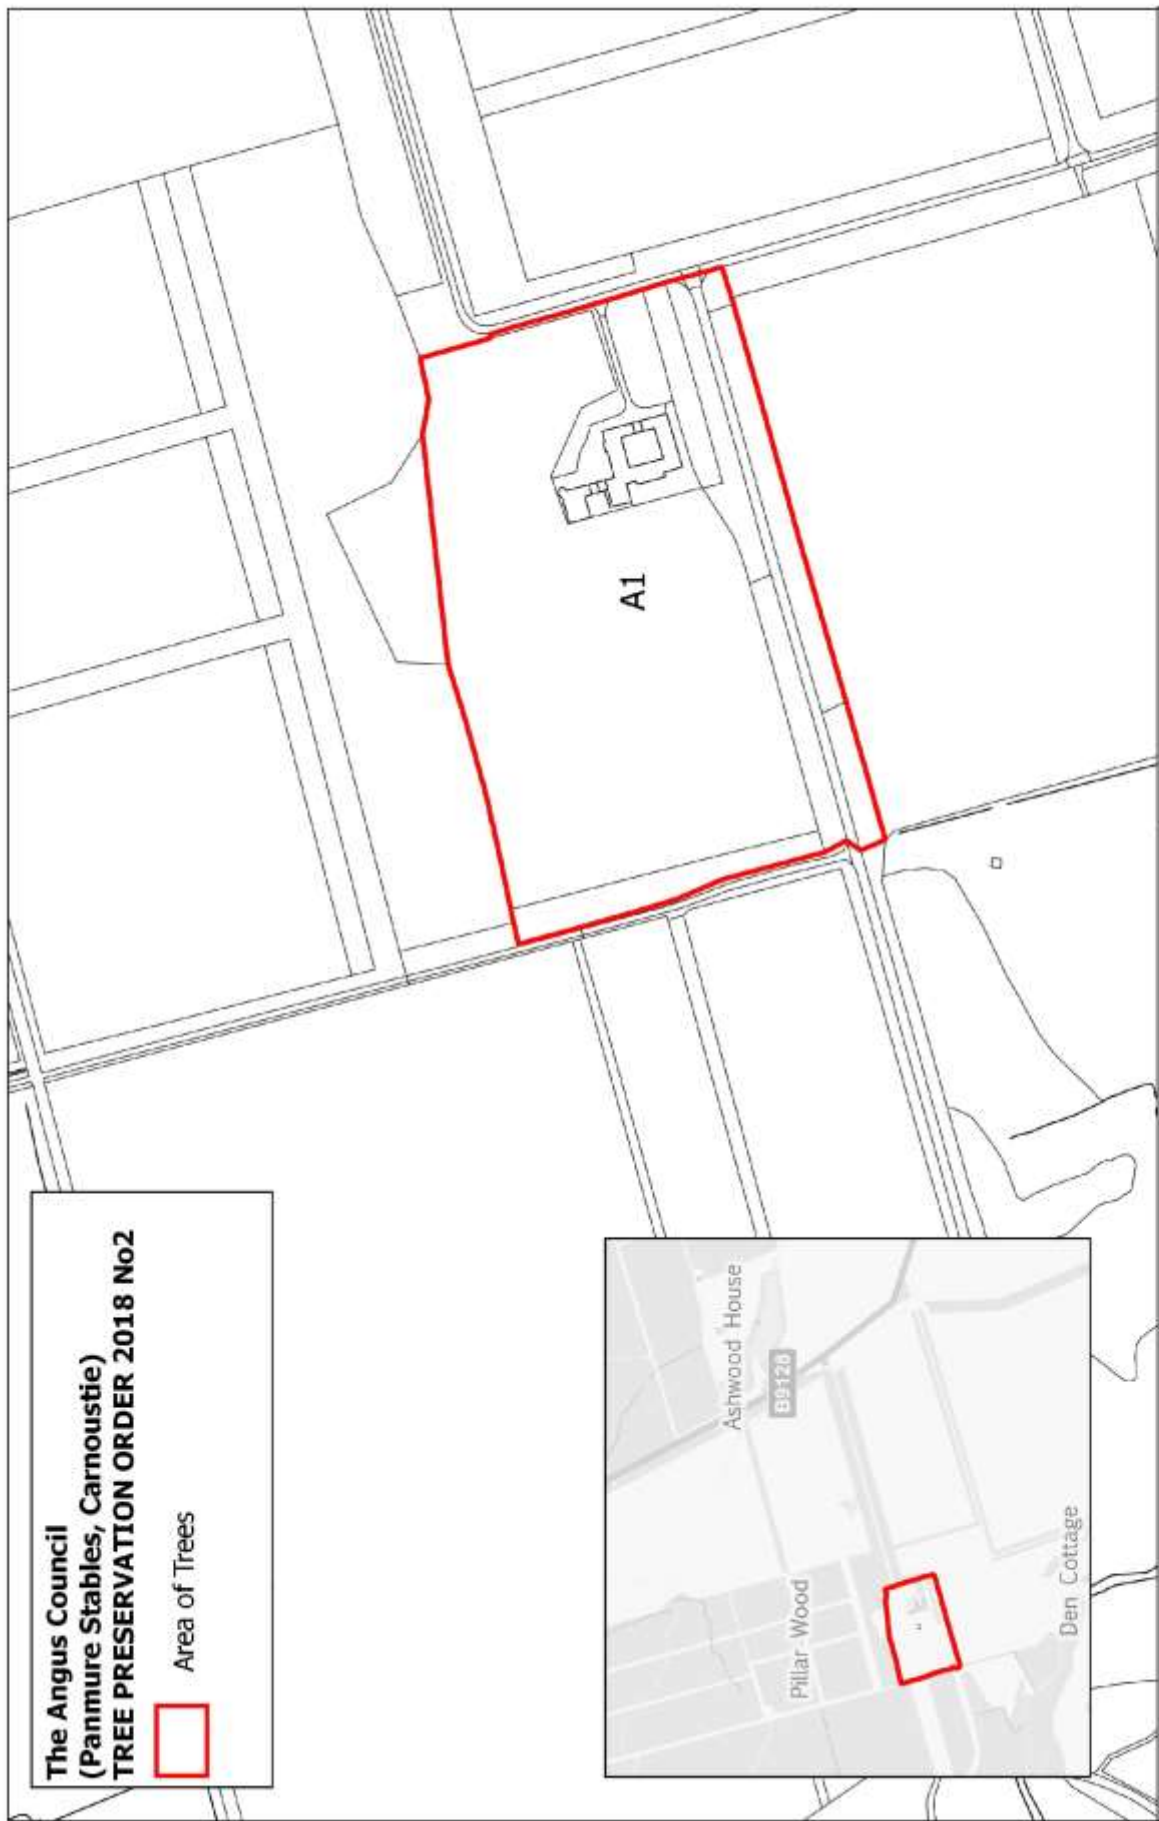 The Angus Council
(Panmure Stables, Carnoustie)
TREE PRESERVATION ORDER 2018 No2
Area of Trees
A1
Ashwood House
B9128
Pillar Wood
Den Cottage